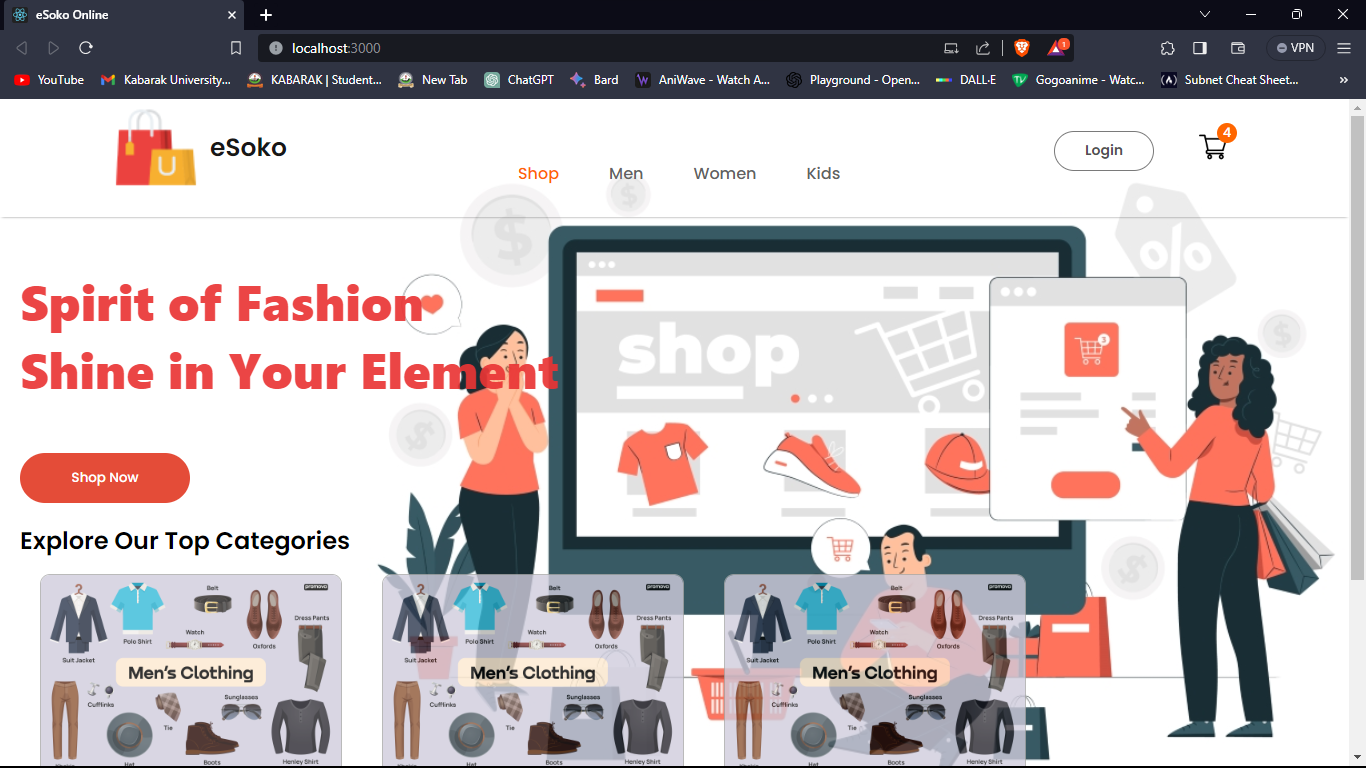 eSoko Online
localhost:3000
1
VPN
YouTube
Kabarak University...
KABARAK | Student...
New Tab
ChatGPT
Bard
AniWave - Watch A...
Playground - Open...
DALL·E
Gogoanime - Watc...
Subnet Cheat Sheet...
»
U
eSoko
Shop
Men
Women
Kids
Login
4
$
$
%
Spirit of Fashion
Shine in Your Element
shop
3
$
$
$
Shop Now
Explore Our Top Categories
Belt
promova
Dress Pants
Polo Shirt
Watch
Oxfords
Suit Jacket
Men's Clothing
Cufflinks
Sunglasses
Tie
Hat
Boots
Henley Shirt
Belt
promova
Dress Pants
Polo Shirt
Watch
Oxfords
Suit Jacket
Men's Clothing
Cufflinks
Sunglasses
Tie
Hat
Boots
Henley Shirt
Belt
promova
Dress Pants
Polo Shirt
Watch
Oxfords
Suit Jacket
Men's Clothing
Cufflinks
Sunglasses
Tie
Hat
Boots
Henley Shirt